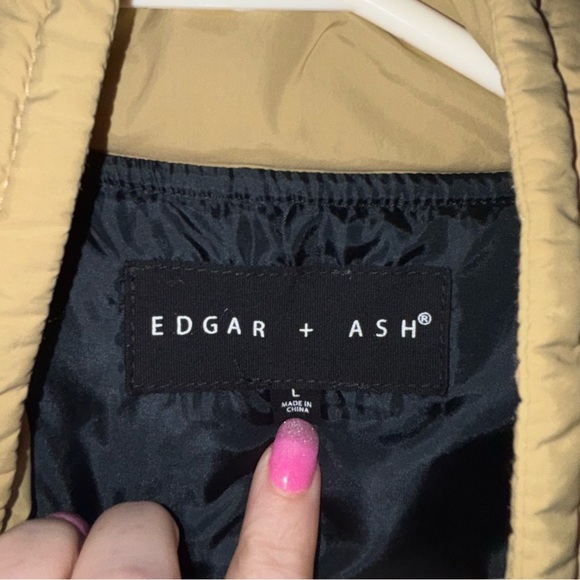 EDGAR + ASH®
L
MADE IN
CHINA